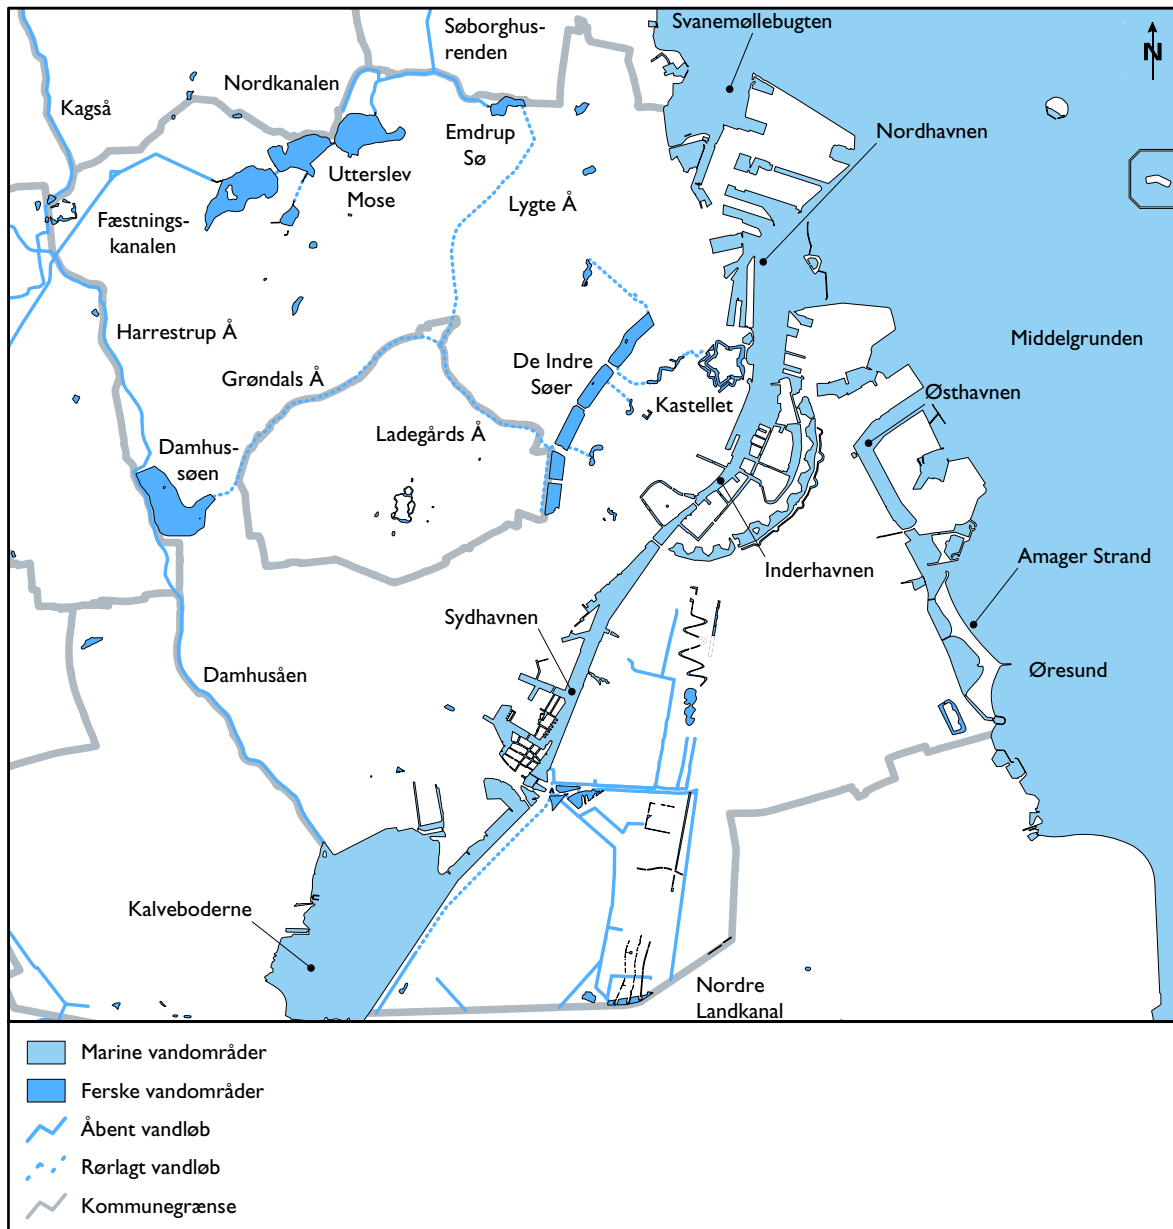 Søborghus-
renden
Svanemøllebugten
N
Nordkanalen
Kagså
Nordhavnen
Emdrup
Sø
Utterslev
Mose
Lygte Å
Fæstnings-
kanalen
Harrestrup Å
Middelgrunden
Grøndals Å
De Indre
Søer
Østhavnen
Kastellet
Ladegårds Å
Damhus-
søen
Inderhavnen
Amager Strand
Sydhavnen
Damhusåen
Øresund
Kalveboderne
Nordre
Landkanal
Marine vandområder
Ferske vandområder
Åbent vandløb
Rørlagt vandløb
Kommunegrænse